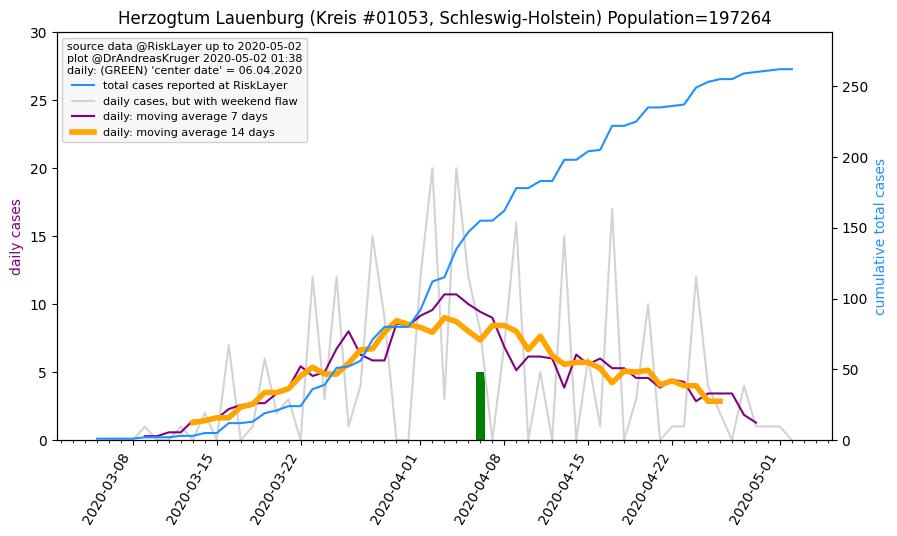 Herzogtum Lauenburg (Kreis #01053, Schleswig-Holstein) Population=197264
source data @RiskLayer up to 2020-05-02
plot @DrAndreasKruger 2020-05-02 01:38
daily: (GREEN) 'center date' = 06.04.2020
total cases reported at RiskLayer
daily cases, but with weekend flaw
daily: moving average 7 days
daily: moving average 14 days
30
25
20
15
10
5
0
daily cases
250
200
150
100
50
0
cumulative total cases
2020-03-08
2020-03-15
2020-03-22
2020-04-01
2020-04-08
2020-04-15
2020-04-22
2020-05-01